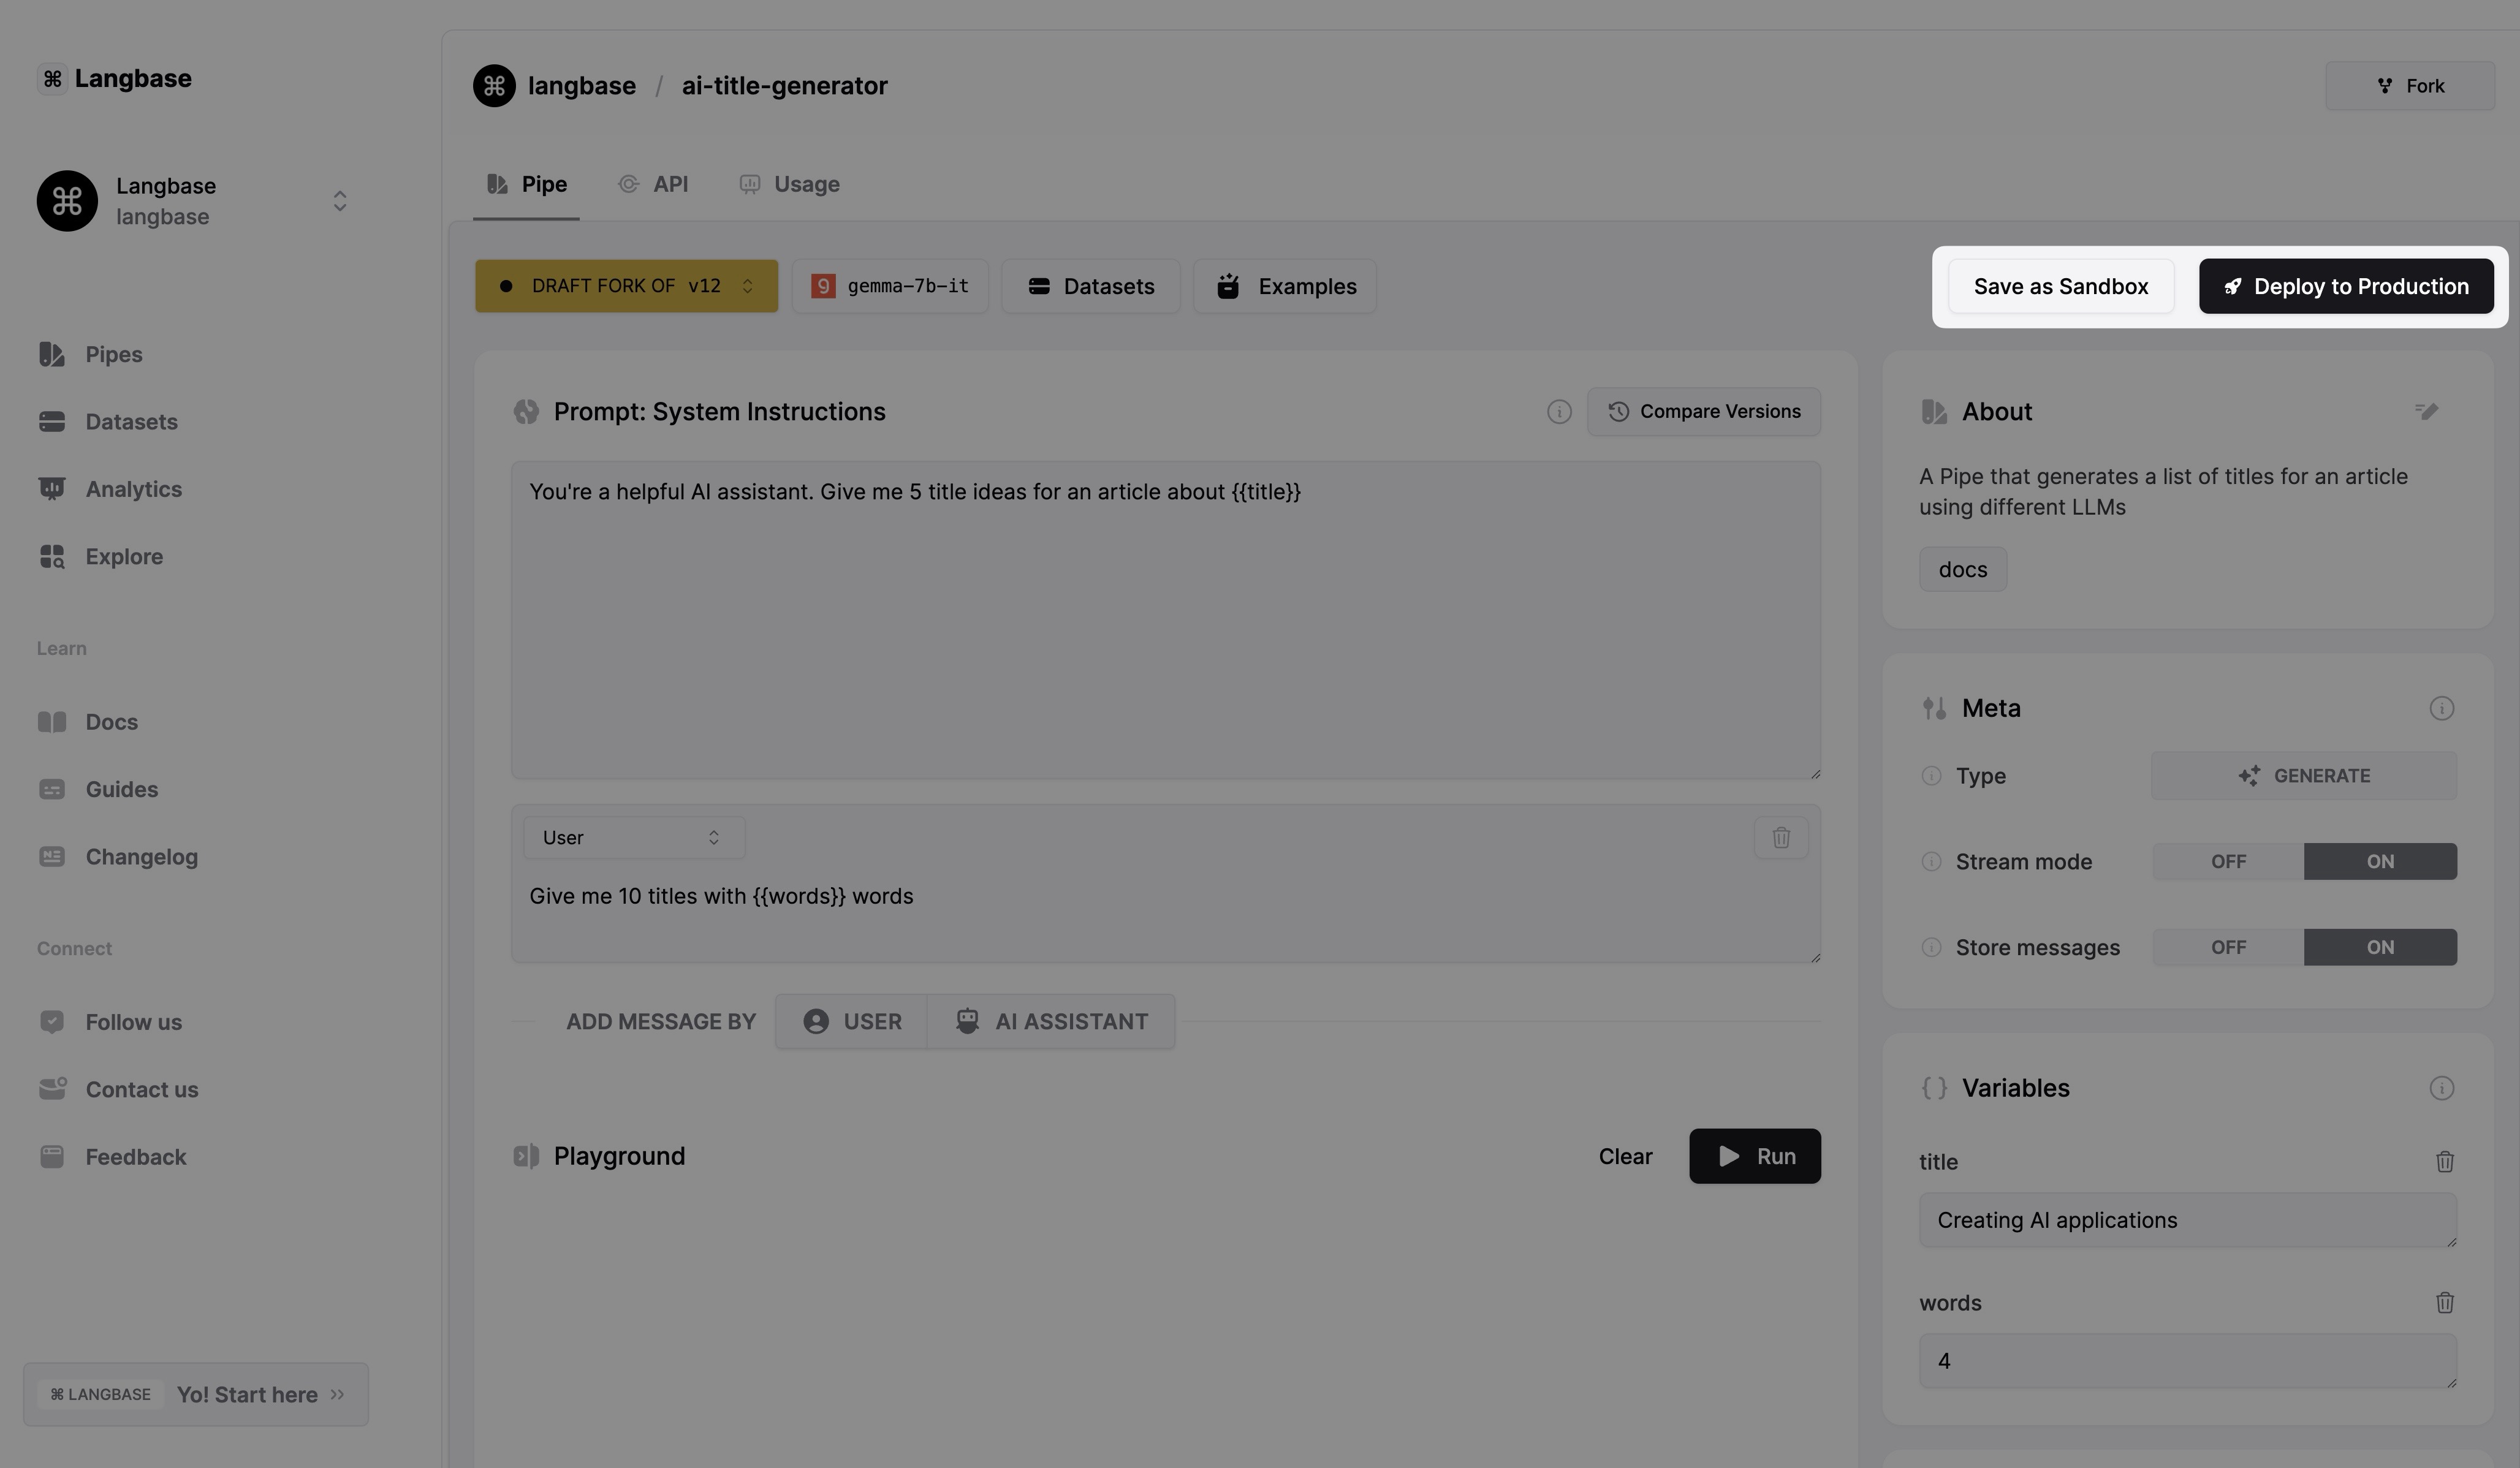 Langbase
langbase / ai-title-generator
Fork
Langbase
langbase
Pipe
API
Usage
DRAFT FORK OF v12
g gemma-7b-it
Datasets
Examples
Save as Sandbox
Deploy to Production
Pipes
Datasets
Analytics
Explore
Learn
Docs
Guides
Changelog
Connect
Follow us
Contact us
Feedback
LANGBASE Yo! Start here
Prompt: System Instructions
Compare Versions
You're a helpful AI assistant. Give me 5 title ideas for an article about {{title}}
User
Give me 10 titles with {{words}} words
ADD MESSAGE BY USER AI ASSISTANT
Playground
Clear
Run
About
A Pipe that generates a list of titles for an article
using different LLMs
docs
Meta
Type GENERATE
Stream mode OFF ON
Store messages OFF ON
Variables
title
Creating AI applications
words
4